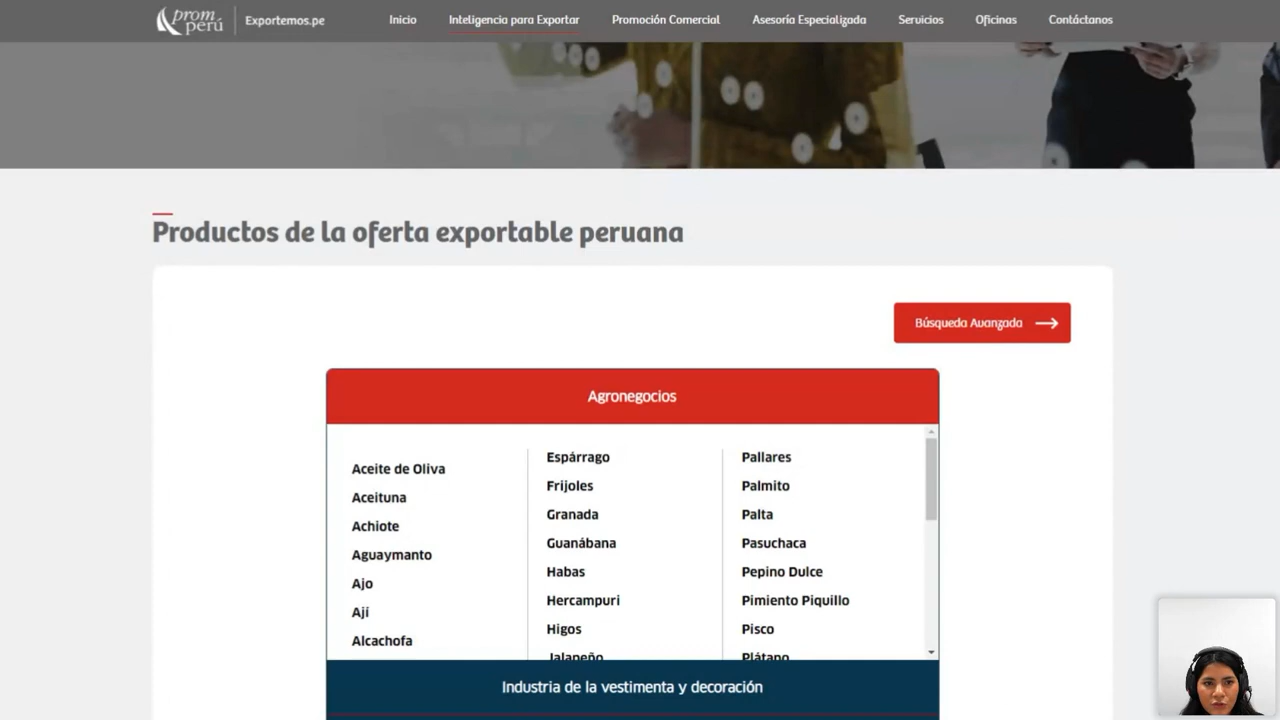 prom
perú
Exportemos.pe
Inicio
Inteligencia para Exportar
Promoción Comercial
Asesoría Especializada
Servicios
Oficinas
Contáctanos
Productos de la oferta exportable peruana
Búsqueda Avanzada
Agronegocios
Aceite de Oliva
Aceituna
Achiote
Aguaymanto
Ajo
Ají
Alcachofa
Espárrago
Frijoles
Granada
Guanábana
Habas
Hercampuri
Higos
Jalapeño
Pallares
Palmito
Palta
Pasuchaca
Pepino Dulce
Pimiento Piquillo
Pisco
Plátano
Industria de la vestimenta y decoración